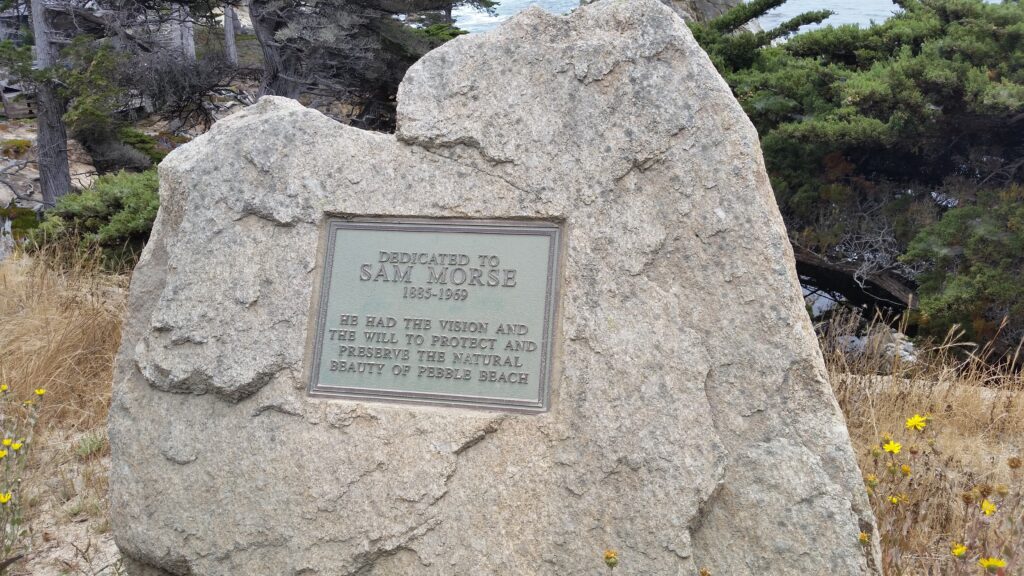 DEDICATED TO
SAM MORSE
1885-1969
HE HAD THE VISION AND
THE WILL TO PROTECT AND
PRESERVE THE NATURAL
BEAUTY OF PEBBLE BEACH